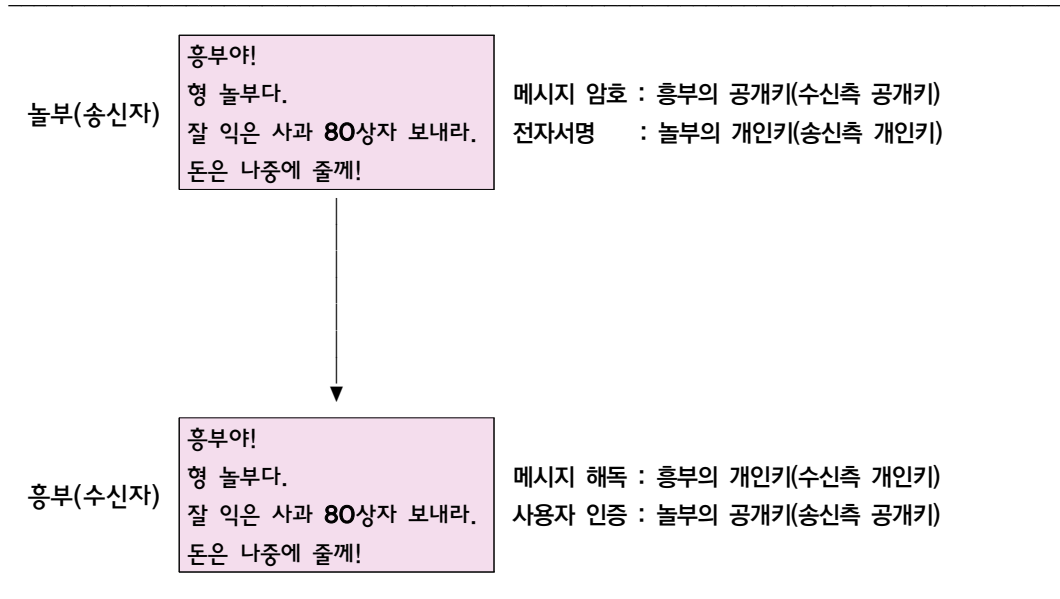 흥부야!
형 놀부다.
잘 익은 사과 80상자 보내라.
돈은 나중에 줄께!
놀부(송신자)
메시지 암호 : 흥부의 공개키(수신측 공개키)
전자서명 : 놀부의 개인키(송신측 개인키)
흥부야!
형 놀부다.
잘 익은 사과 80상자 보내라.
돈은 나중에 줄께!
흥부(수신자)
메시지 해독 : 흥부의 개인키(수신측 개인키)
사용자 인증 : 놀부의 공개키(송신측 공개키)